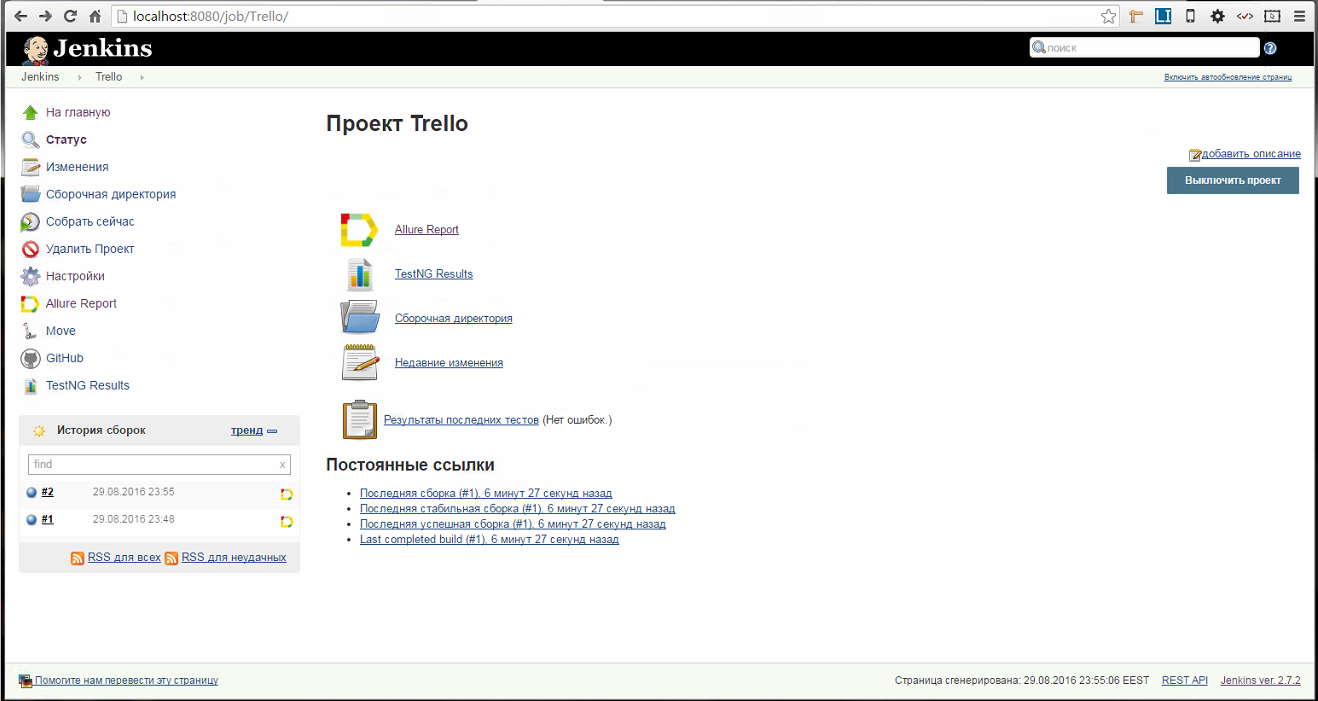 localhost:8080/job/Trello/
Jenkins
поиск
Jenkins Trello
Включить автообновление страниц
На главную
Статус
Изменения
Сборочная директория
Собрать сейчас
Удалить Проект
Настройки
Allure Report
Move
GitHub
TestNG Results
История сборок тренд
find x
#2 29.08.2016 23:55
#1 29.08.2016 23:48
RSS для всех RSS для неудачных
Проект Trello
добавить описание
Выключить проект
Allure Report
TestNG Results
Сборочная директория
Недавние изменения
Результаты последних тестов (Нет ошибок.)
Постоянные ссылки
Последняя сборка (#1), 6 минут 27 секунд назад
Последняя стабильная сборка (#1), 6 минут 27 секунд назад
Последняя успешная сборка (#1), 6 минут 27 секунд назад
Last completed build (#1), 6 минут 27 секунд назад
Помогите нам перевести эту страницу
Страница сгенерирована: 29.08.2016 23:55:06 EEST REST API Jenkins ver. 2.7.2